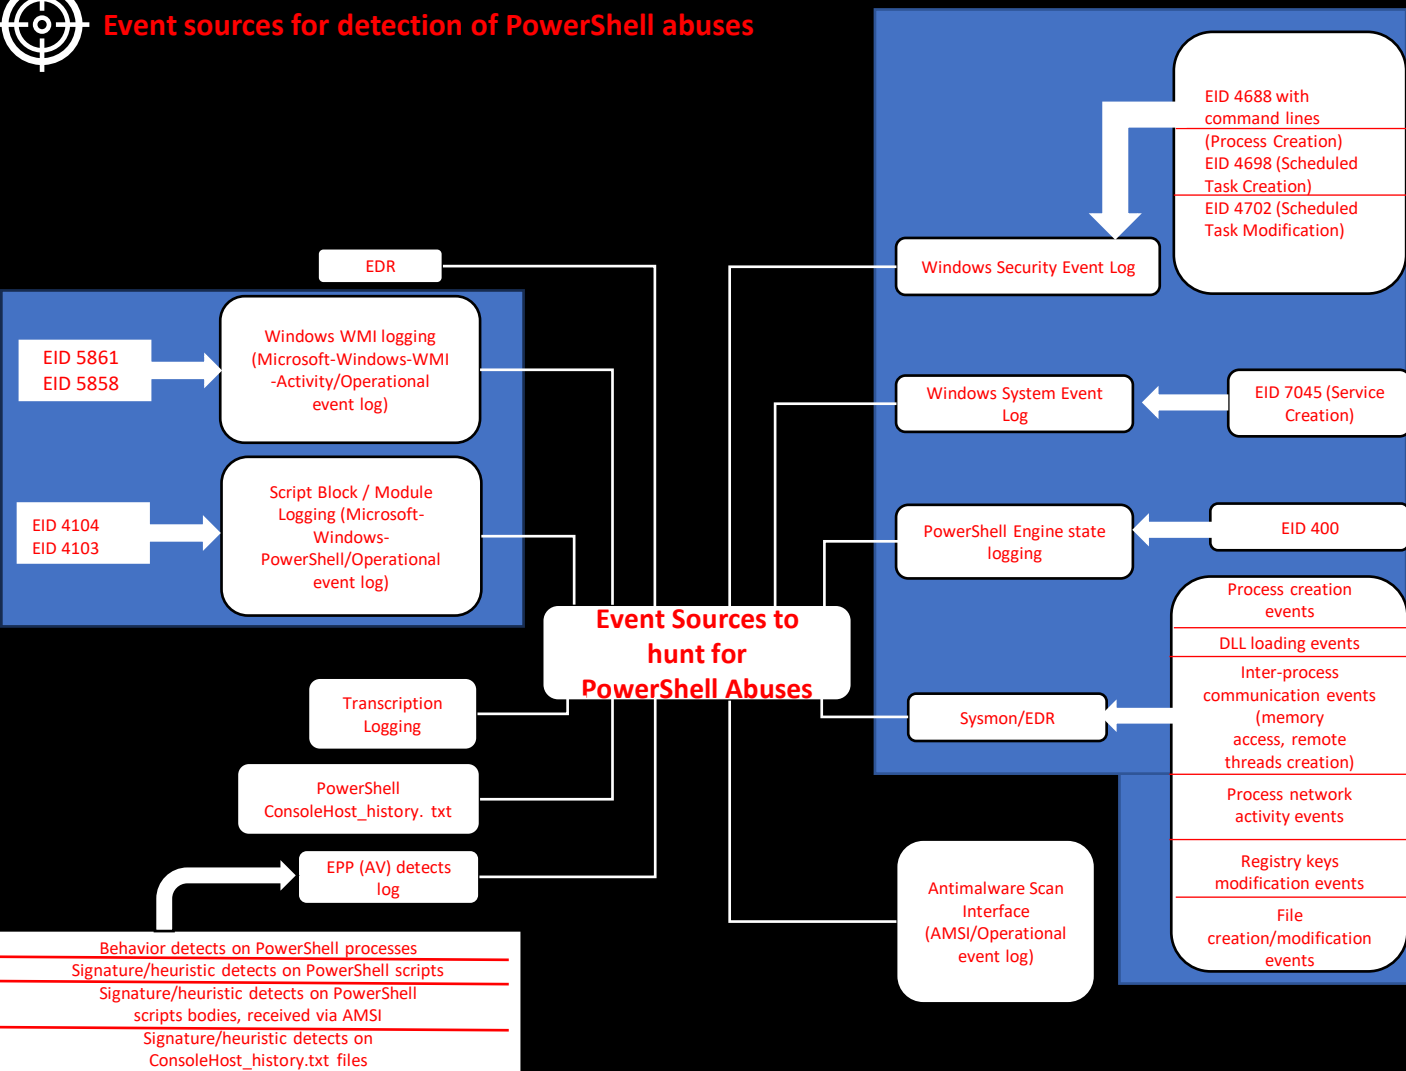 Event sources for detection of PowerShell abuses
EID 4688 with
command lines
(Process Creation)
EID 4698 (Scheduled
Task Creation)
EID 4702 (Scheduled
Task Modification)
Windows Security Event Log
EDR
Windows WMI logging
(Microsoft-Windows-WMI
-Activity/Operational
event log)
EID 5861
EID 5858
Windows System Event
Log
EID 7045 (Service
Creation)
Script Block / Module
Logging (Microsoft-
Windows-
PowerShell/Operational
event log)
EID 4104
EID 4103
PowerShell Engine state
logging
EID 400
Event Sources to
hunt for
PowerShell Abuses
Process creation
events
DLL loading events
Inter-process
communication events
(memory
access, remote
threads creation)
Process network
activity events
Registry keys
modification events
File
creation/modification
events
Sysmon/EDR
Transcription
Logging
PowerShell
ConsoleHost_history. txt
EPP (AV) detects
log
Antimalware Scan
Interface
(AMSI/Operational
event log)
Behavior detects on PowerShell processes
Signature/heuristic detects on PowerShell scripts
Signature/heuristic detects on PowerShell
scripts bodies, received via AMSI
Signature/heuristic detects on
ConsoleHost_history.txt files